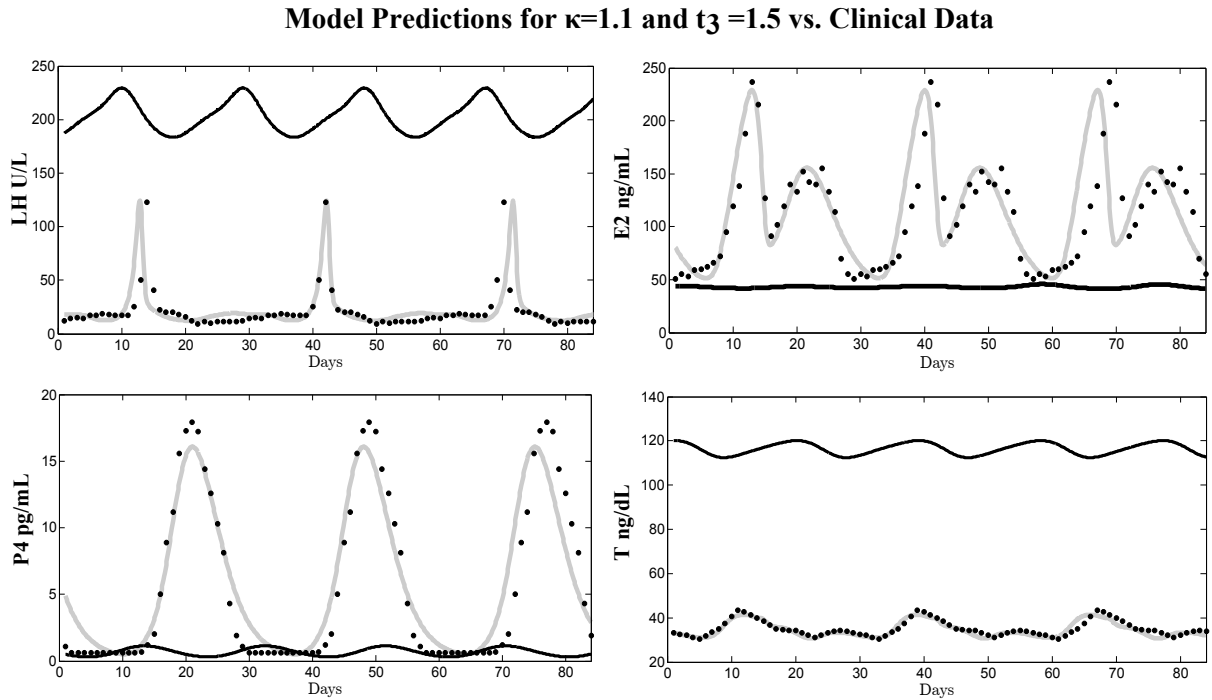 Model Predictions for κ=1.1 and t3 =1.5 vs. Clinical Data
250
200
150
100
50
0
LH U/L
0 10 20 30 40 50 60 70 80
Days
250
200
150
100
50
0
E2 ng/mL
0 10 20 30 40 50 60 70 80
Days
20
15
10
5
0
P4 pg/mL
0 10 20 30 40 50 60 70 80
Days
140
120
100
80
60
40
20
T ng/dL
0 10 20 30 40 50 60 70 80
Days